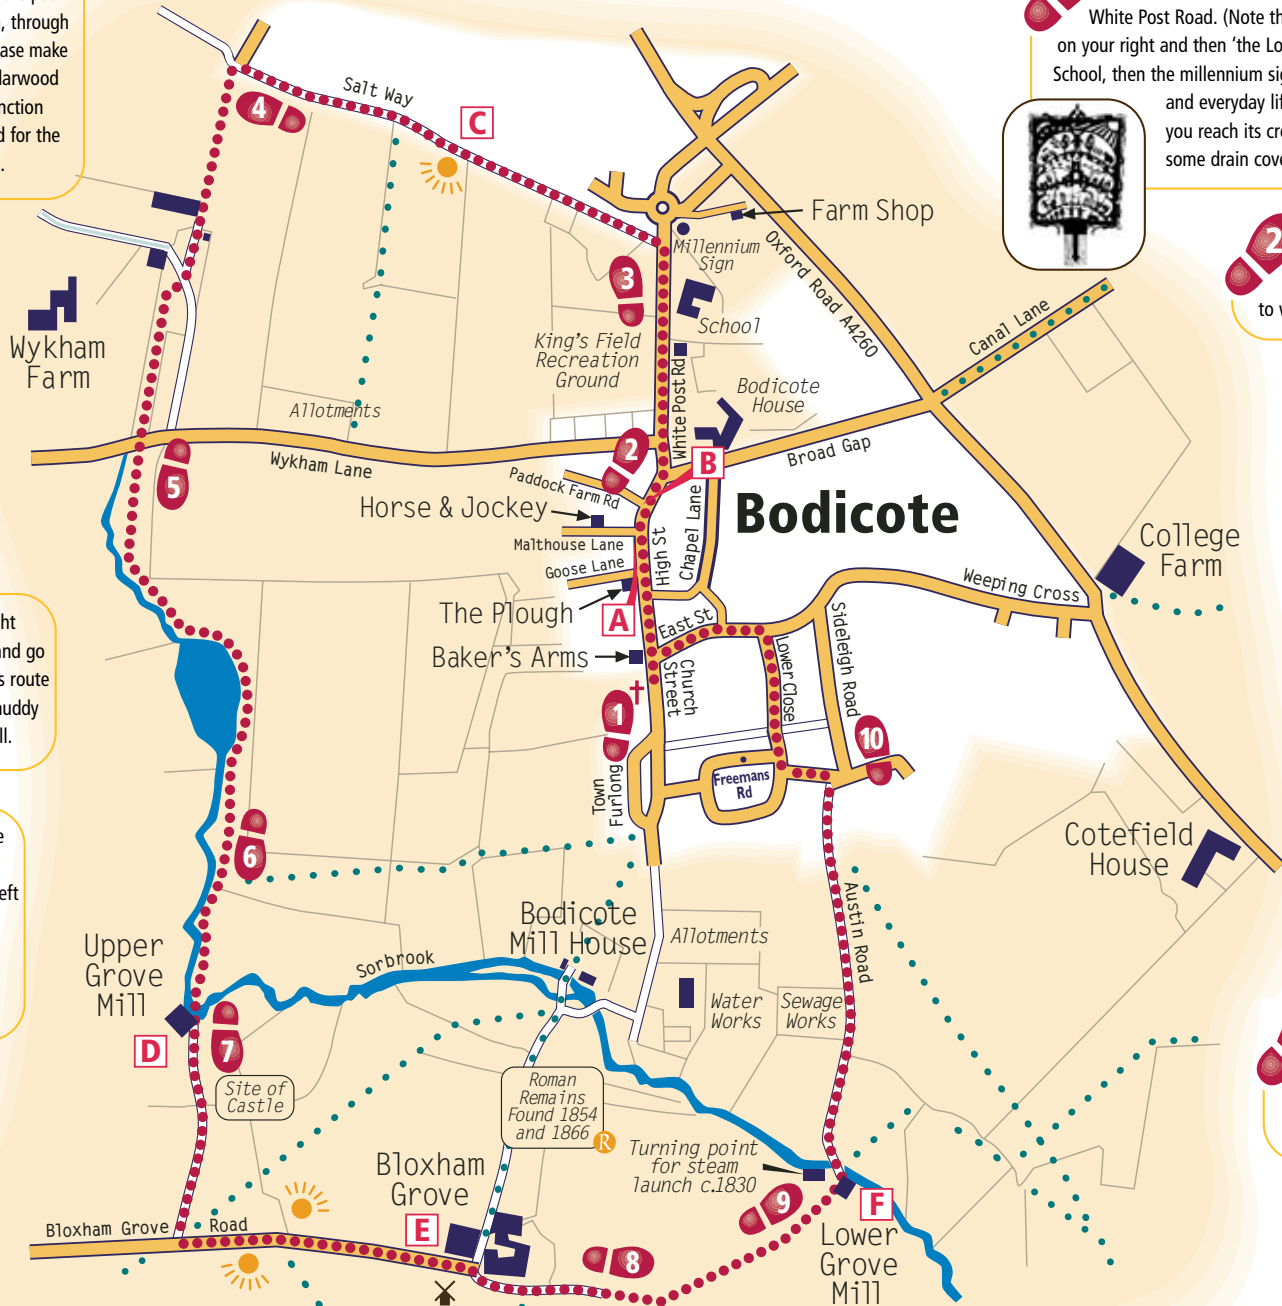 , through
ase make
larwood
nction
d for the
.
White Post Road. (Note th
on your right and then ‘the Lo
School, then the millennium sig
and everyday lif
you reach its cre
some drain cove
2
to v
4
Salt Way
C
Farm Shop
Millennium
Sign
Oxford Road A4260
3
School
King's Field
Recreation
Ground
Canal Lane
Wykham
Farm
White Post Rd
Bodicote
House
Allotments
2
Wykham Lane
B
Broad Gap
5
Paddock Farm Rd
Horse & Jockey
Bodicote
Malthouse Lane
High St
Chapel Lane
College
Farm
Goose Lane
Weeping Cross
The Plough
A
East St
Sideleigh Road
Baker's Arms
Church
Street
Lower Close
ght
and go
s route
nuddy
ll.
1
10
Town
Furlong
Freemans
Rd
e
eft
6
Cotefield
House
Austin Road
Bodicote
Mill House
Allotments
Upper
Grove
Mill
Sorbrook
Water
Works
Sewage
Works
D
7
Site of
Castle
Roman
Remains
Found 1854
and 1866
R
Turning point
for steam
launch c.1830
Bloxham
Grove
9
F
Bloxham Grove Road
E
Lower
Grove
Mill
8